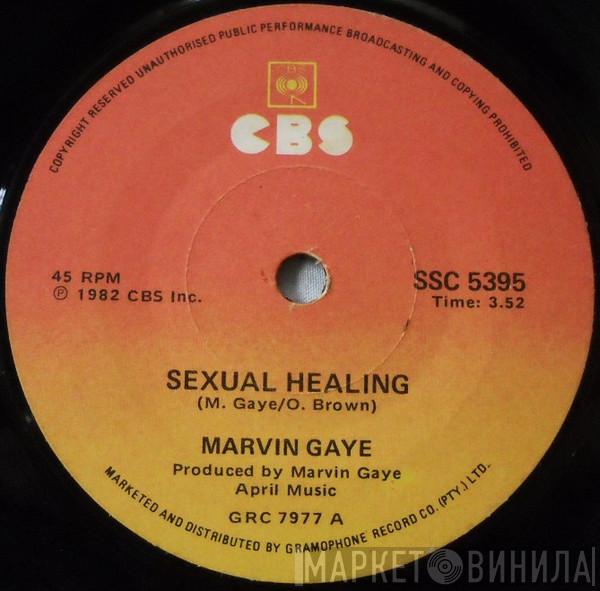 COPYRIGHT RESERVED UNAUTHORISED PUBLIC PERFORMANCE BROADCASTING AND COPYING PROHIBITED
CBS
CBS
45 RPM
℗ 1982 CBS Inc.
SSC 5395
Time: 3.52
SEXUAL HEALING
(M. Gaye/O. Brown)
MARVIN GAYE
Produced by Marvin Gaye
April Music
GRC 7977 A
MARKETED AND DISTRIBUTED BY GRAMOPHONE RECORD CO. (PTY.) LTD.
МАРКЕТ ВИНИЛА